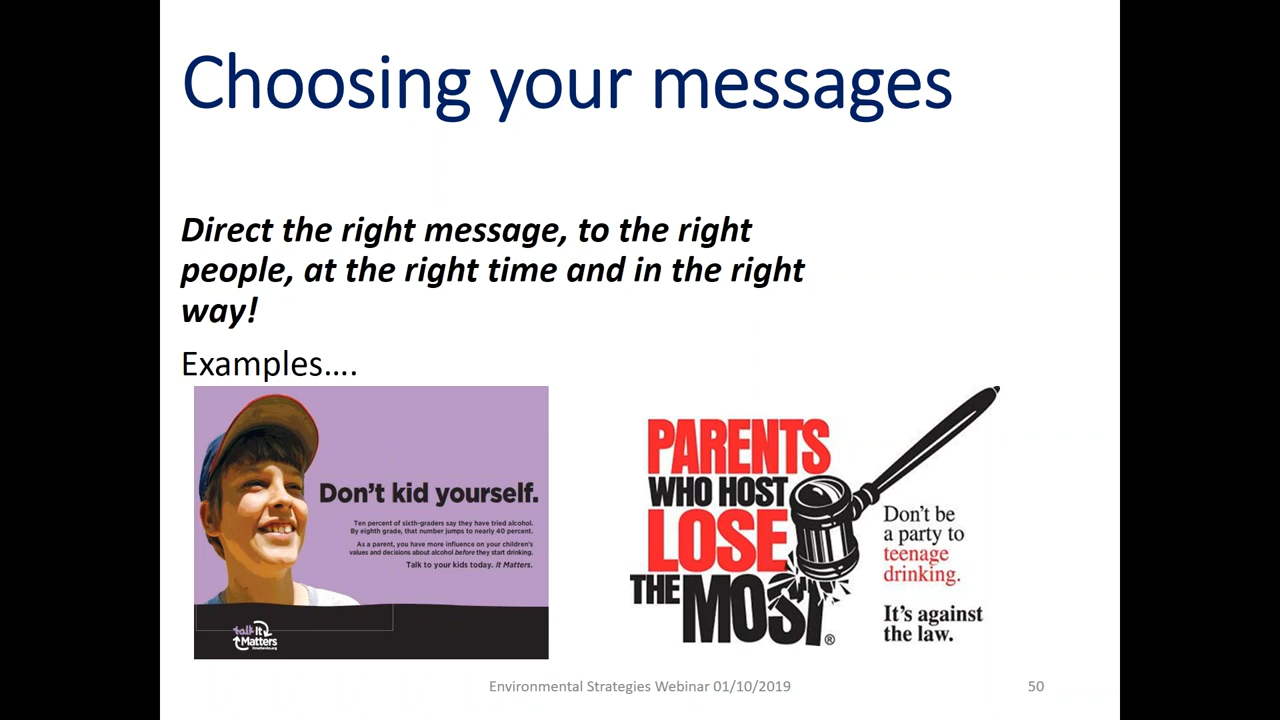 Choosing your messages
Direct the right message, to the right
people, at the right time and in the right
way!
Examples....
Don't kid yourself.
Ten percent of sixth-graders say they have tried alcohol.
By eighth grade, that number jumps to nearly 40 percent.
As a parent, you have more influence on your children's
values and decisions about alcohol before they start drinking.
Talk to your kids today. It Matters.
talk it
Matters
PARENTS
WHO HOST
LOSE
THE MOST®
Don't be
a party to
teenage
drinking.
It's against
the law.
Environmental Strategies Webinar 01/10/2019
50